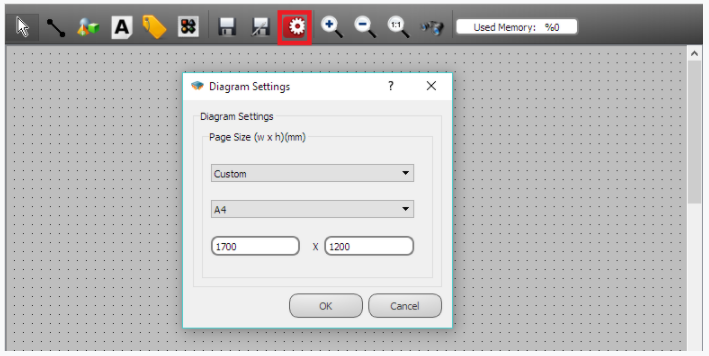 A
1:1
Used Memory: %0
Diagram Settings
?
X
Diagram Settings
Page Size (w x h)(mm)
Custom
A4
1700 X 1200
OK Cancel